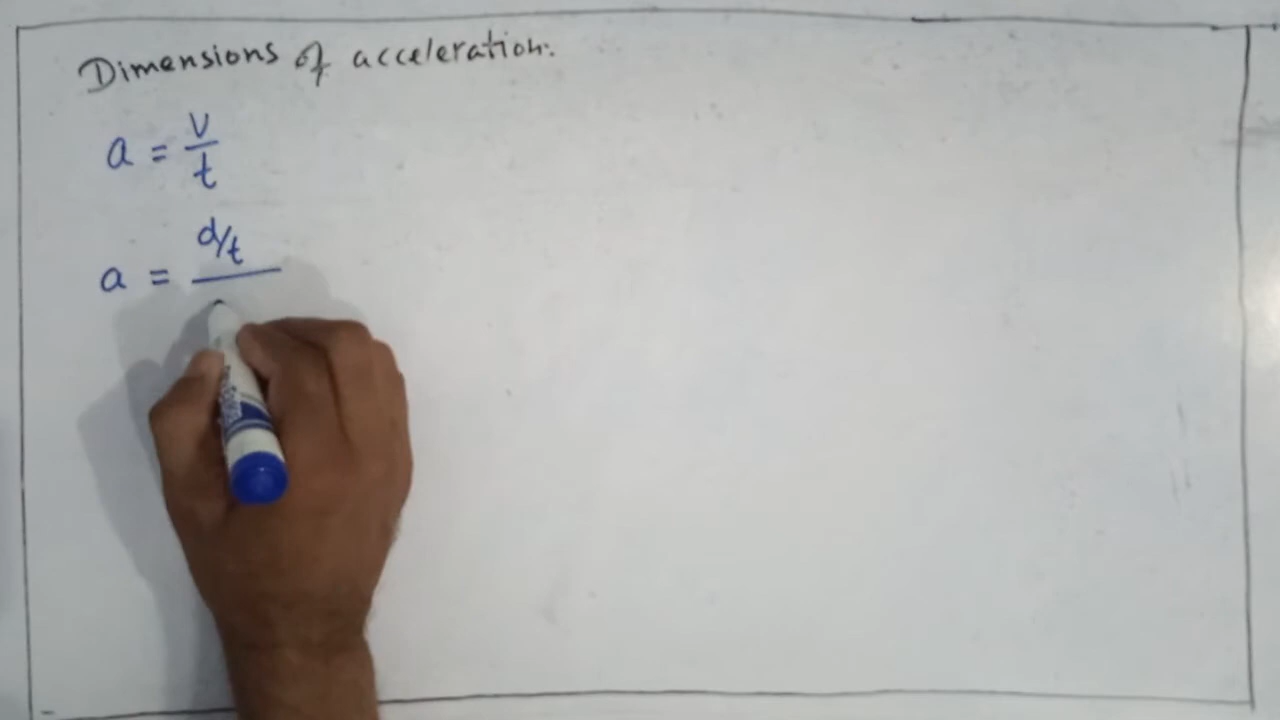 Dimensions of acceleration:
a = v/t
a = d/t